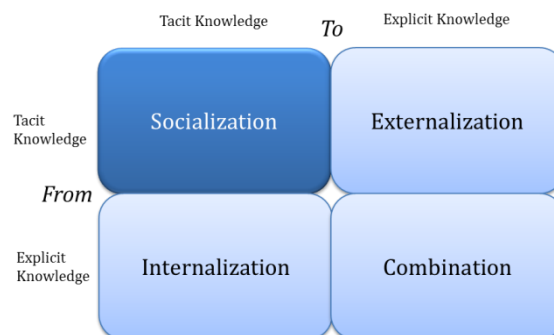 Tacit Knowledge
To
Explicit Knowledge
Tacit
Knowledge
Socialization
Externalization
From
Explicit
Knowledge
Internalization
Combination